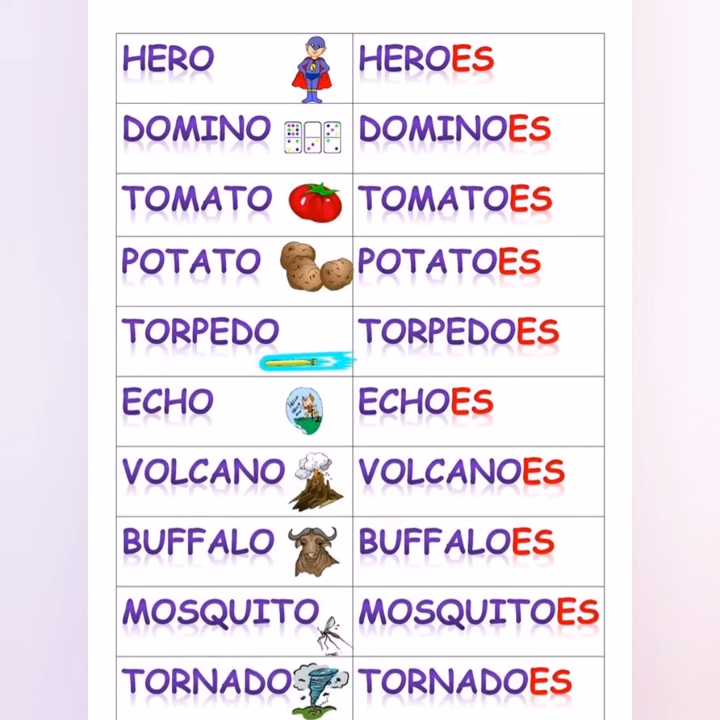 HERO HEROES
DOMINO DOMINOES
TOMATO TOMATOES
POTATO POTATOES
TORPEDO TORPEDOES
ECHO ECHOES
VOLCANO VOLCANOES
BUFFALO BUFFALOES
MOSQUITO MOSQUITOES
TORNADO TORNADOES